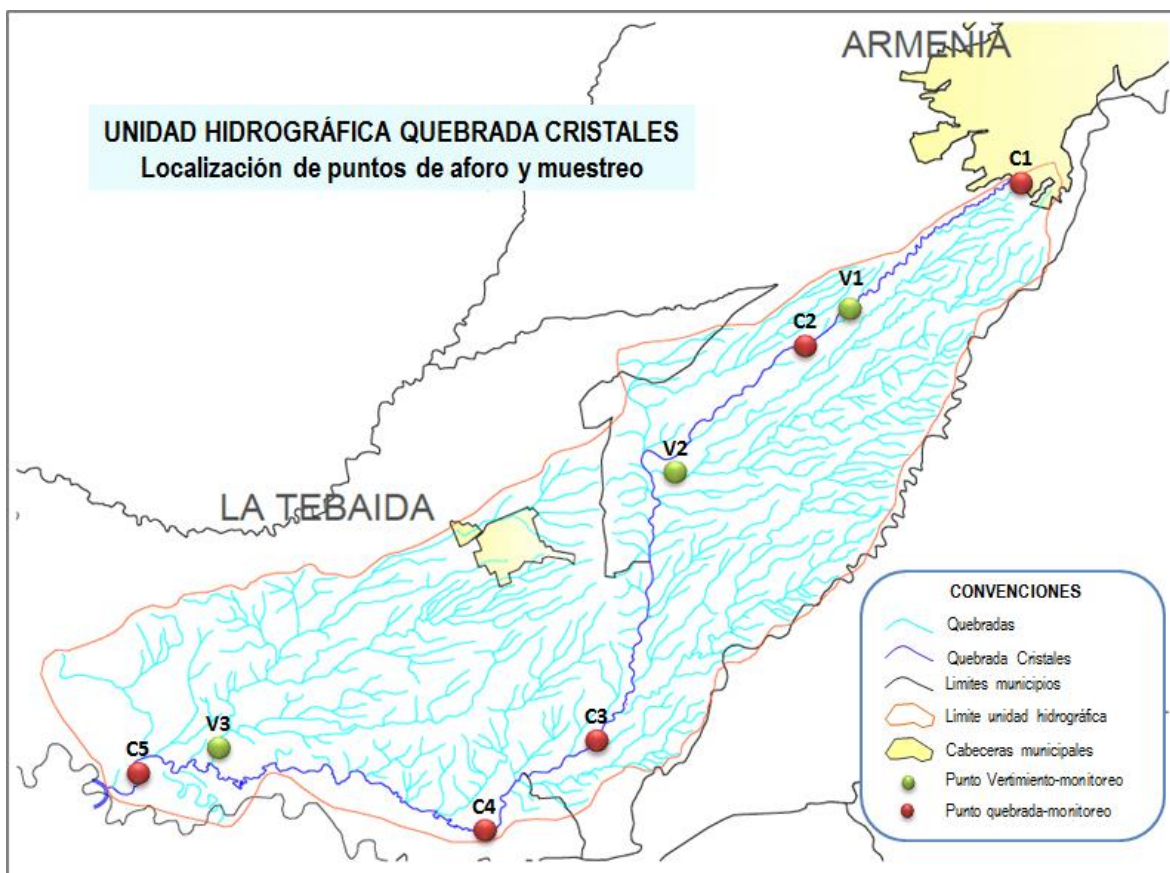 ARMENIA
UNIDAD HIDROGRÁFICA QUEBRADA CRISTALES
Localización de puntos de aforo y muestreo
C1
V1
C2
V2
LA TEBAIDA
C3
V3
C5
C4
CONVENCIONES
Quebradas
Quebrada Cristales
Limites municipios
Límite unidad hidrográfica
Cabeceras municipales
Punto Vertimiento-monitoreo
Punto quebrada-monitoreo